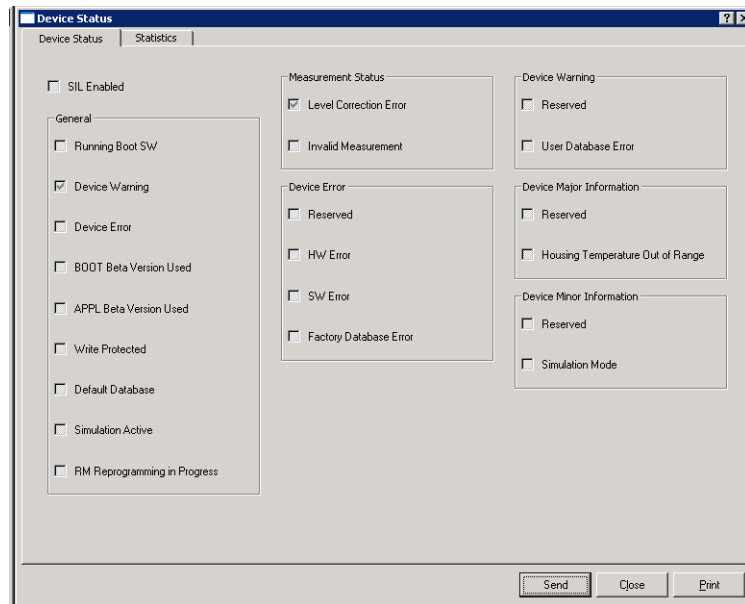 Device Status
Device Status
Statistics
SIL Enabled
General
Running Boot SW
Device Warning
Device Error
BOOT Beta Version Used
APPL Beta Version Used
Write Protected
Default Database
Simulation Active
RM Reprogramming in Progress
Measurement Status
Level Correction Error
Invalid Measurement
Device Error
Reserved
HW Error
SW Error
Factory Database Error
Device Warning
Reserved
User Database Error
Device Major Information
Reserved
Housing Temperature Out of Range
Device Minor Information
Reserved
Simulation Mode
Send
Close
Print